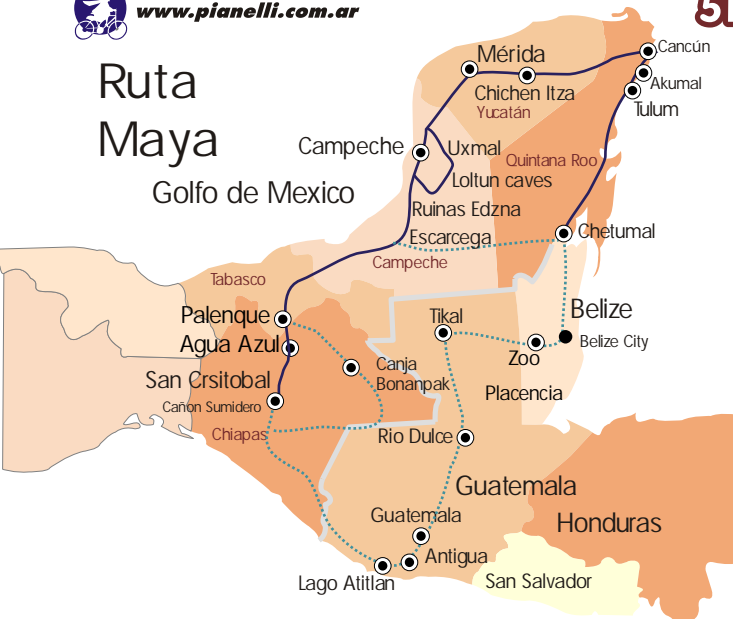 www.pianelli.com.ar
Ruta
Maya
Golfo de Mexico
Mérida
Cancún
Akumal
Tulum
Chichen Itza
Yucatán
Campeche
Uxmal
Quintana Roo
Loltun caves
Ruinas Edzna
Escarcega
Chetumal
Campeche
Tabasco
Palenque
Agua Azul
Tikal
Belize
Belize City
Zoo
Canja
Bonanpak
San Crsitobal
Cañon Sumidero
Placencia
Chiapas
Rio Dulce
Guatemala
Guatemala
Honduras
Antigua
Lago Atitlan
San Salvador